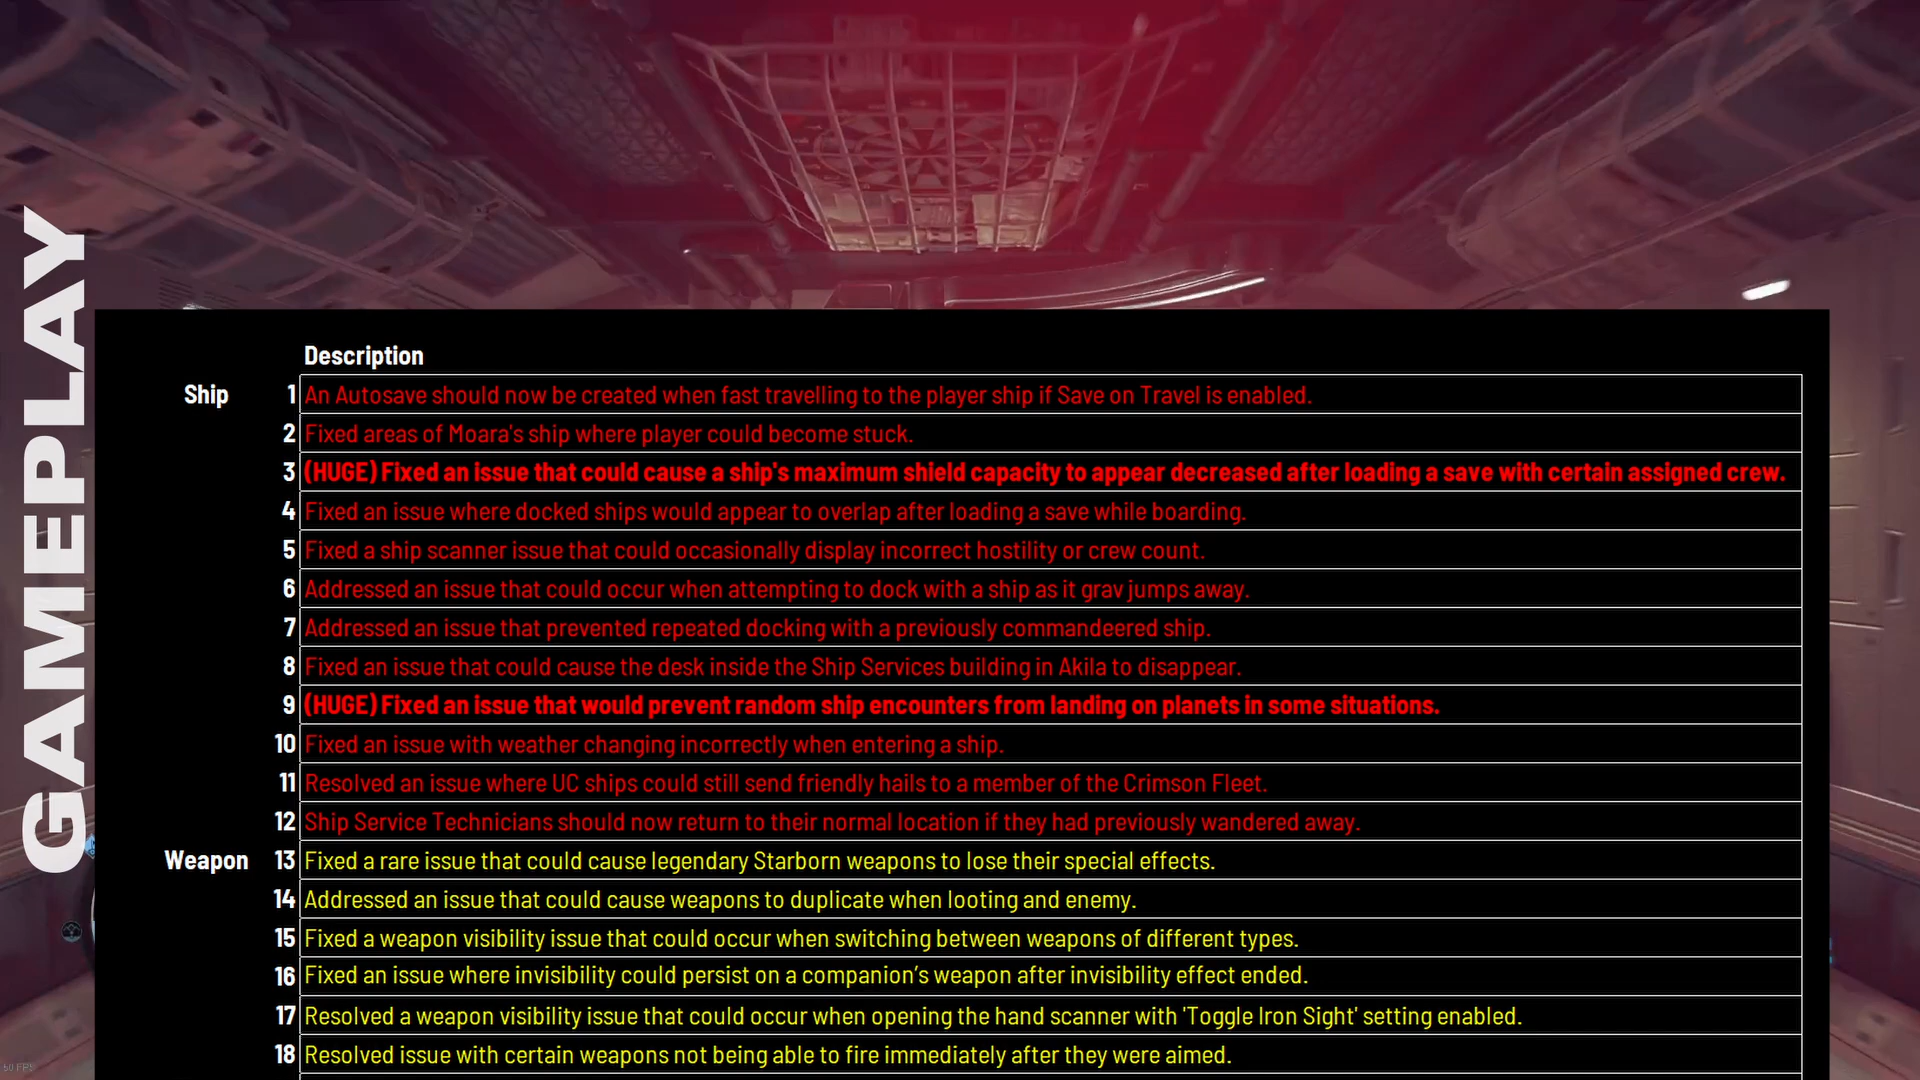 GAMEPLAY
Description
Ship 1 An Autosave should now be created when fast travelling to the player ship if Save on Travel is enabled.
2 Fixed areas of Moara's ship where player could become stuck.
3 (HUGE) Fixed an issue that could cause a ship's maximum shield capacity to appear decreased after loading a save with certain assigned crew.
4 Fixed an issue where docked ships would appear to overlap after loading a save while boarding.
5 Fixed a ship scanner issue that could occasionally display incorrect hostility or crew count.
6 Addressed an issue that could occur when attempting to dock with a ship as it grav jumps away.
7 Addressed an issue that prevented repeated docking with a previously commandeered ship.
8 Fixed an issue that could cause the desk inside the Ship Services building in Akila to disappear.
9 (HUGE) Fixed an issue that would prevent random ship encounters from landing on planets in some situations.
10 Fixed an issue with weather changing incorrectly when entering a ship.
11 Resolved an issue where UC ships could still send friendly hails to a member of the Crimson Fleet.
12 Ship Service Technicians should now return to their normal location if they had previously wandered away.
Weapon 13 Fixed a rare issue that could cause legendary Starborn weapons to lose their special effects.
14 Addressed an issue that could cause weapons to duplicate when looting and enemy.
15 Fixed a weapon visibility issue that could occur when switching between weapons of different types.
16 Fixed an issue where invisibility could persist on a companion’s weapon after invisibility effect ended.
17 Resolved a weapon visibility issue that could occur when opening the hand scanner with 'Toggle Iron Sight' setting enabled.
18 Resolved issue with certain weapons not being able to fire immediately after they were aimed.